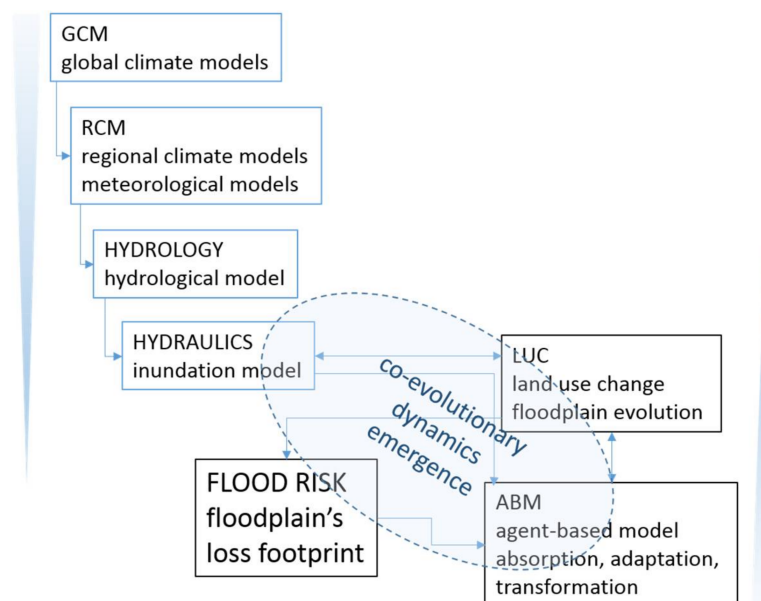 GCM
global climate models
RCM
regional climate models
meteorological models
HYDROLOGY
hydrological model
HYDRAULICS
inundation model
LUC
land use change
floodplain evolution
co-evolutionary
dynamics
emergence
FLOOD RISK
floodplain's
loss footprint
ABM
agent-based model
absorption, adaptation,
transformation